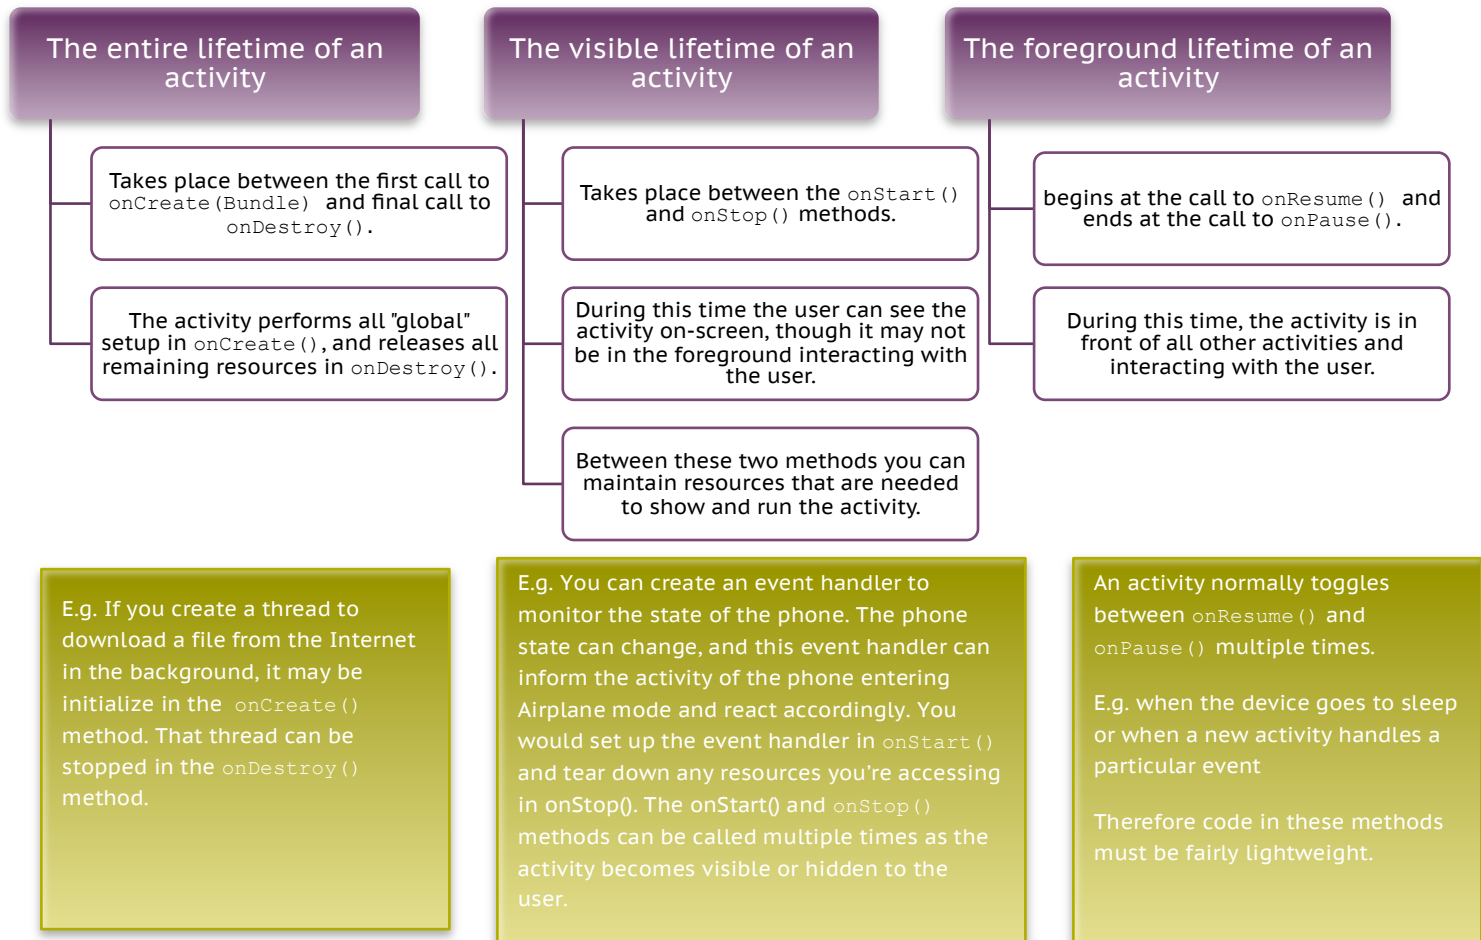 The entire lifetime of an
activity
Takes place between the first call to
onCreate(Bundle) and final call to
onDestroy().
The activity performs all "global"
setup in onCreate(), and releases all
remaining resources in onDestroy().
The visible lifetime of an
activity
Takes place between the onStart()
and onStop() methods.
During this time the user can see the
activity on-screen, though it may not
be in the foreground interacting with
the user.
Between these two methods you can
maintain resources that are needed
to show and run the activity.
The foreground lifetime of an
activity
begins at the call to onResume() and
ends at the call to onPause().
During this time, the activity is in
front of all other activities and
interacting with the user.
E.g. If you create a thread to
download a file from the Internet
in the background, it may be
initialize in the onCreate()
method. That thread can be
stopped in the onDestroy()
method.
E.g. You can create an event handler to
monitor the state of the phone. The phone
state can change, and this event handler can
inform the activity of the phone entering
Airplane mode and react accordingly. You
would set up the event handler in onStart()
and tear down any resources you're accessing
in onStop(). The onStart() and onStop()
methods can be called multiple times as the
activity becomes visible or hidden to the
user.
An activity normally toggles
between onResume() and
onPause() multiple times.
E.g. when the device goes to sleep
or when a new activity handles a
particular event
Therefore code in these methods
must be fairly lightweight.